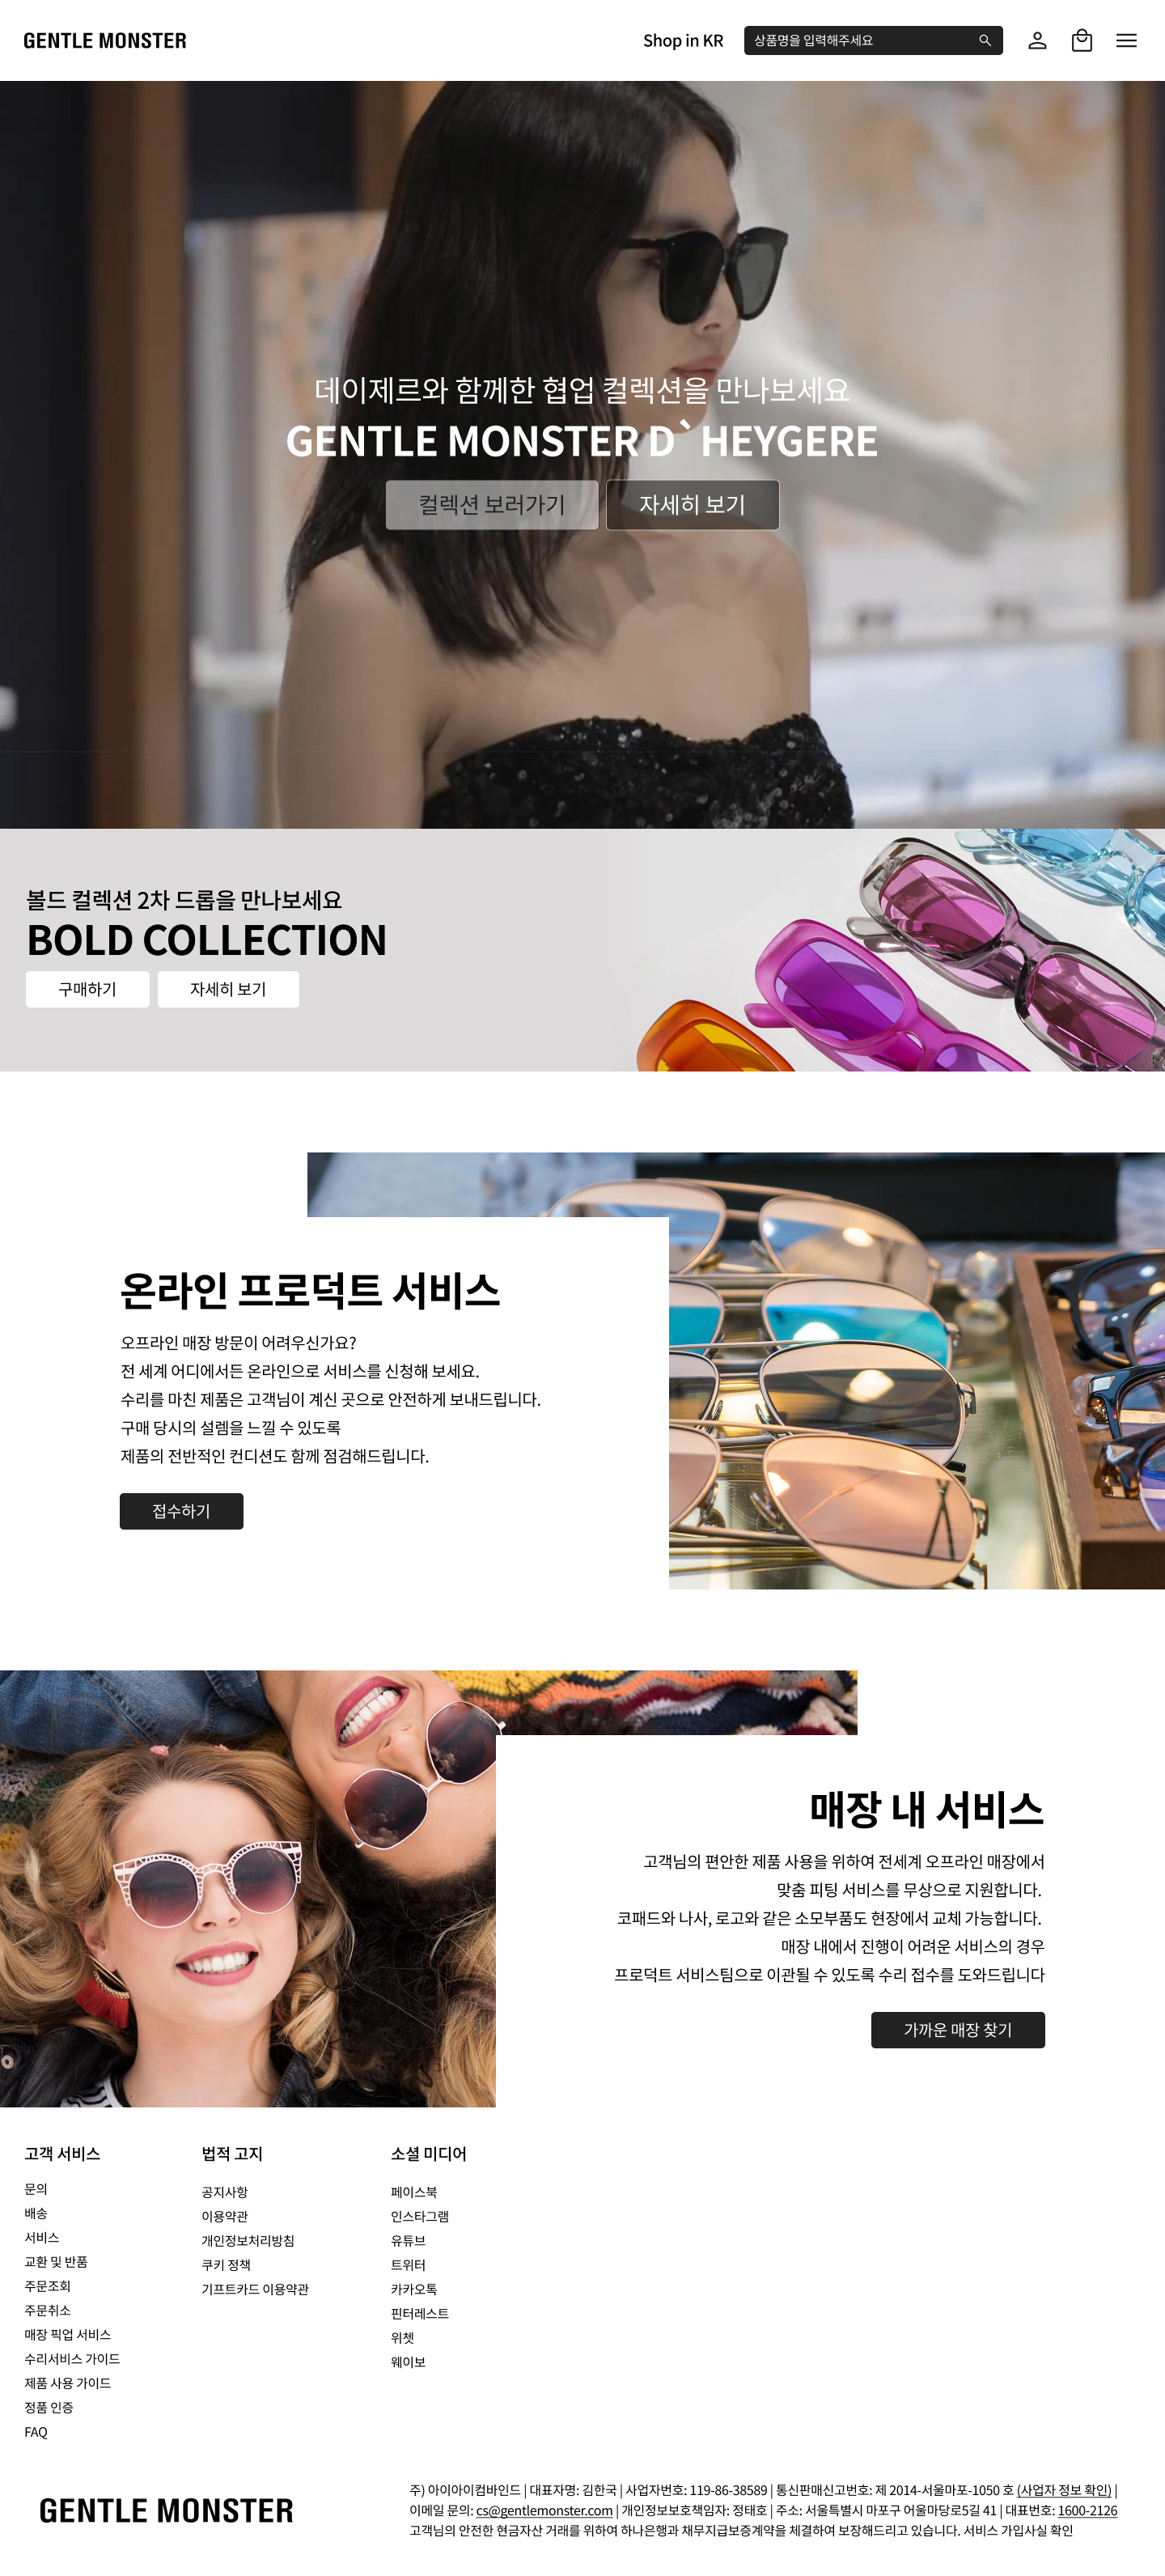 GENTLE MONSTER
Shop in KR
상품명을 입력해주세요
데이제르와 함께한 협업 컬렉션을 만나보세요
GENTLE MONSTER D`HEYGERE
컬렉션 보러가기
자세히 보기
볼드 컬렉션 2차 드롭을 만나보세요
BOLD COLLECTION
구매하기
자세히 보기
온라인 프로덕트 서비스
오프라인 매장 방문이 어려우신가요?
전 세계 어디에서든 온라인으로 서비스를 신청해 보세요.
수리를 마친 제품은 고객님이 계신 곳으로 안전하게 보내드립니다.
구매 당시의 설렘을 느낄 수 있도록
제품의 전반적인 컨디션도 함께 점검해드립니다.
접수하기
매장 내 서비스
고객님의 편안한 제품 사용을 위하여 전세계 오프라인 매장에서
맞춤 피팅 서비스를 무상으로 지원합니다.
코패드와 나사, 로고와 같은 소모부품도 현장에서 교체 가능합니다.
매장 내에서 진행이 어려운 서비스의 경우
프로덕트 서비스팀으로 이관될 수 있도록 수리 접수를 도와드립니다
가까운 매장 찾기
고객 서비스
문의
배송
서비스
교환 및 반품
주문조회
주문취소
매장 픽업 서비스
수리서비스 가이드
제품 사용 가이드
정품 인증
FAQ
법적 고지
공지사항
이용약관
개인정보처리방침
쿠키 정책
기프트카드 이용약관
소셜 미디어
페이스북
인스타그램
유튜브
트위터
카카오톡
핀터레스트
위쳇
웨이보
GENTLE MONSTER
주) 아이아이컴바인드 | 대표자명: 김한국 | 사업자번호: 119-86-38589 | 통신판매신고번호: 제 2014-서울마포-1050 호 (사업자 정보 확인) |
이메일 문의: cs@gentlemonster.com | 개인정보보호책임자: 정태호 | 주소: 서울특별시 마포구 어울마당로5길 41 | 대표번호: 1600-2126
고객님의 안전한 현금자산 거래를 위하여 하나은행과 채무지급보증계약을 체결하여 보장해드리고 있습니다. 서비스 가입사실 확인